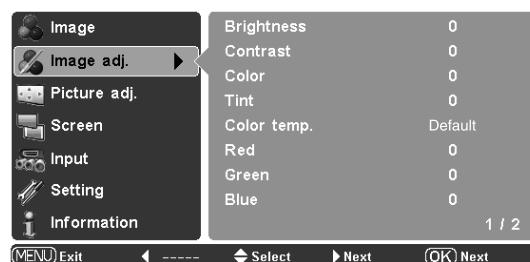 Image
Image adj.
Picture adj.
Screen
Input
Setting
Information
Brightness 0
Contrast 0
Color 0
Tint 0
Color temp. Default
Red 0
Green 0
Blue 0
1 / 2
MENU Exit ----- Select Next OK Next